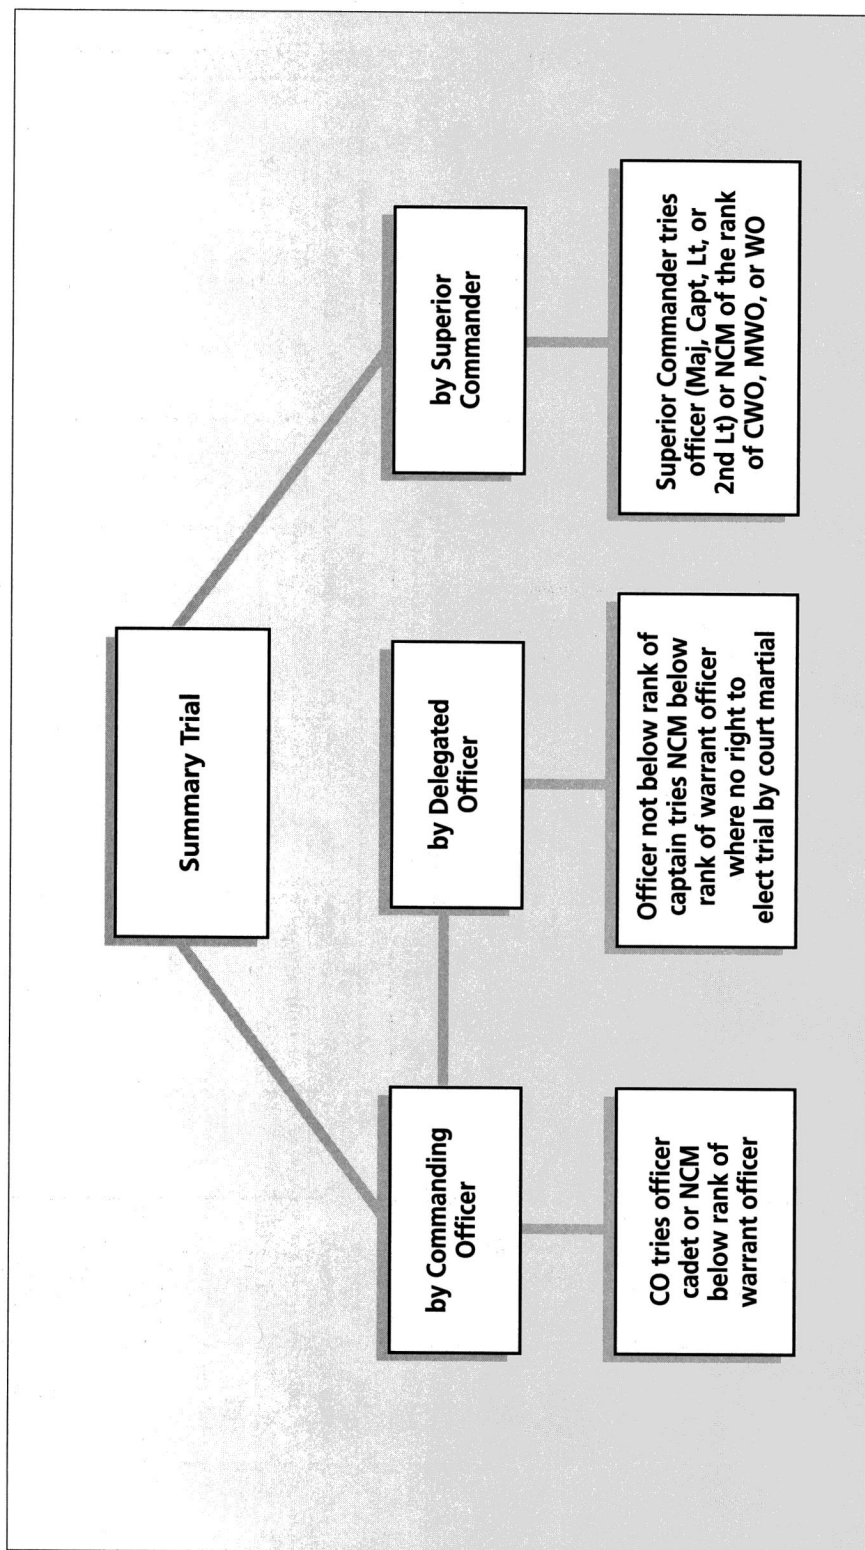 Summary Trial
by Commanding
Officer
by Delegated
Officer
by Superior
Commander
CO tries officer
cadet or NCM
below rank of
warrant officer
Officer not below rank of
captain tries NCM below
rank of warrant officer
where no right to
elect trial by court martial
Superior Commander tries
officer (Maj, Capt, Lt, or
2nd Lt) or NCM of the rank
of CWO, MWO, or WO